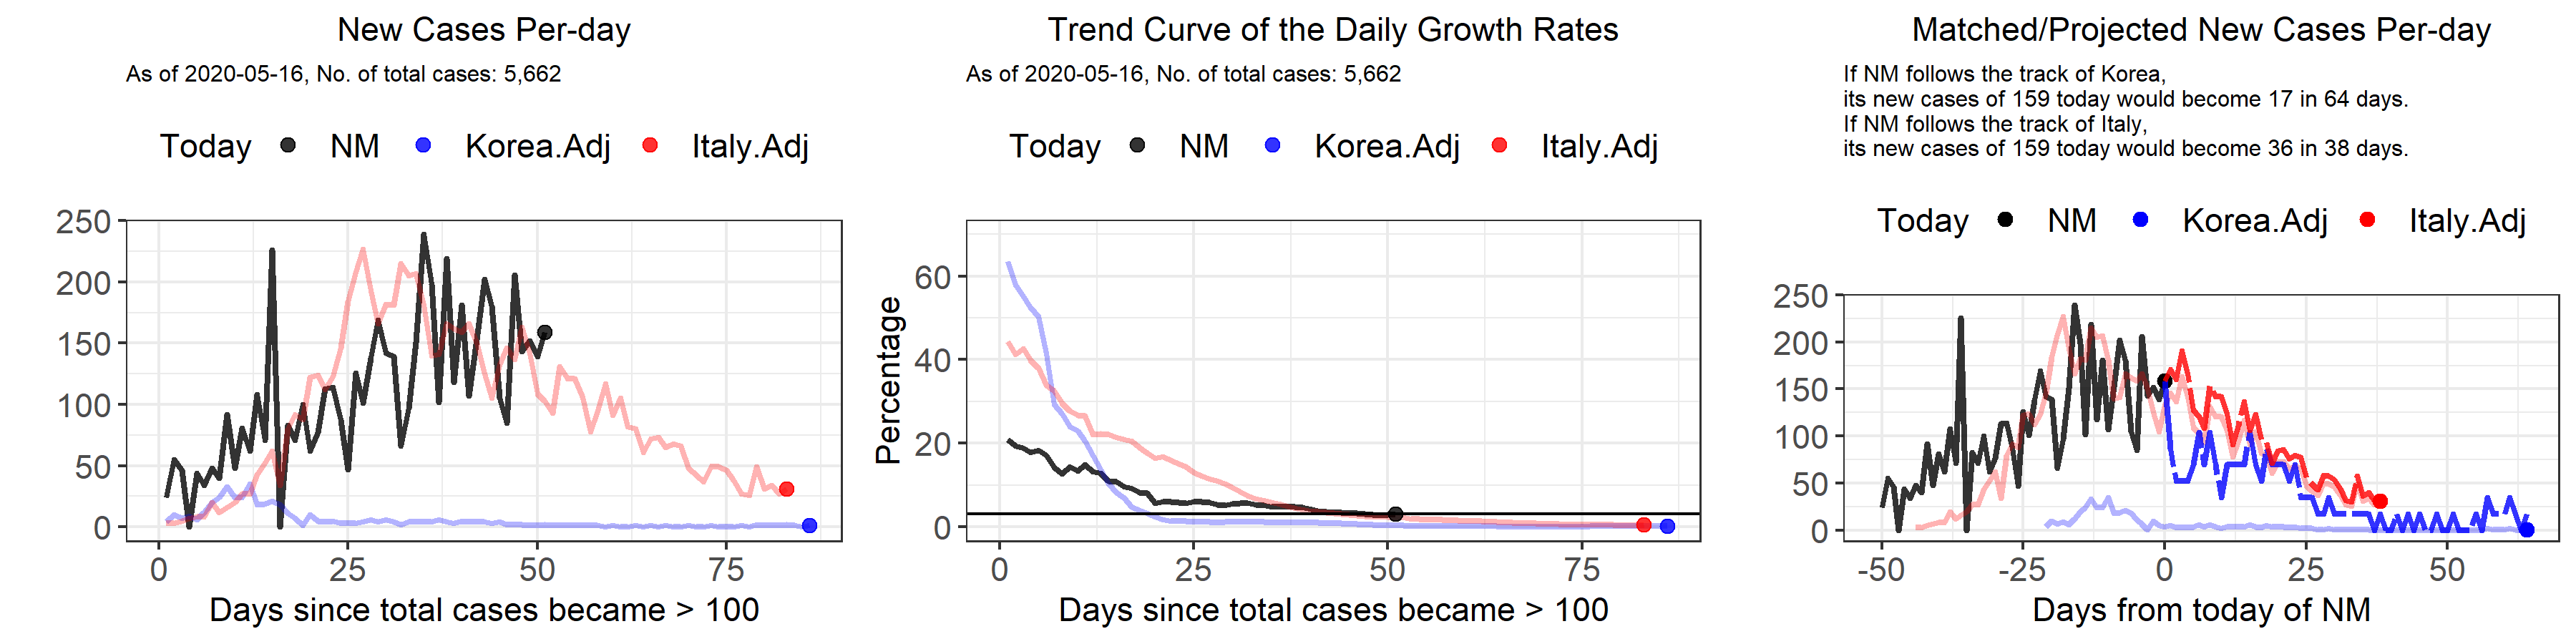 New Cases Per-day
As of 2020-05-16, No. of total cases: 5,662
Today NM Korea.Adj Italy.Adj
250
200
150
100
50
0
0 25 50 75
Days since total cases became > 100
Trend Curve of the Daily Growth Rates
As of 2020-05-16, No. of total cases: 5,662
Today NM Korea.Adj Italy.Adj
Percentage
60
40
20
0
0 25 50 75
Days since total cases became > 100
Matched/Projected New Cases Per-day
If NM follows the track of Korea,
its new cases of 159 today would become 17 in 64 days.
If NM follows the track of Italy,
its new cases of 159 today would become 36 in 38 days.
Today NM Korea.Adj Italy.Adj
250
200
150
100
50
0
-50 -25 0 25 50
Days from today of NM